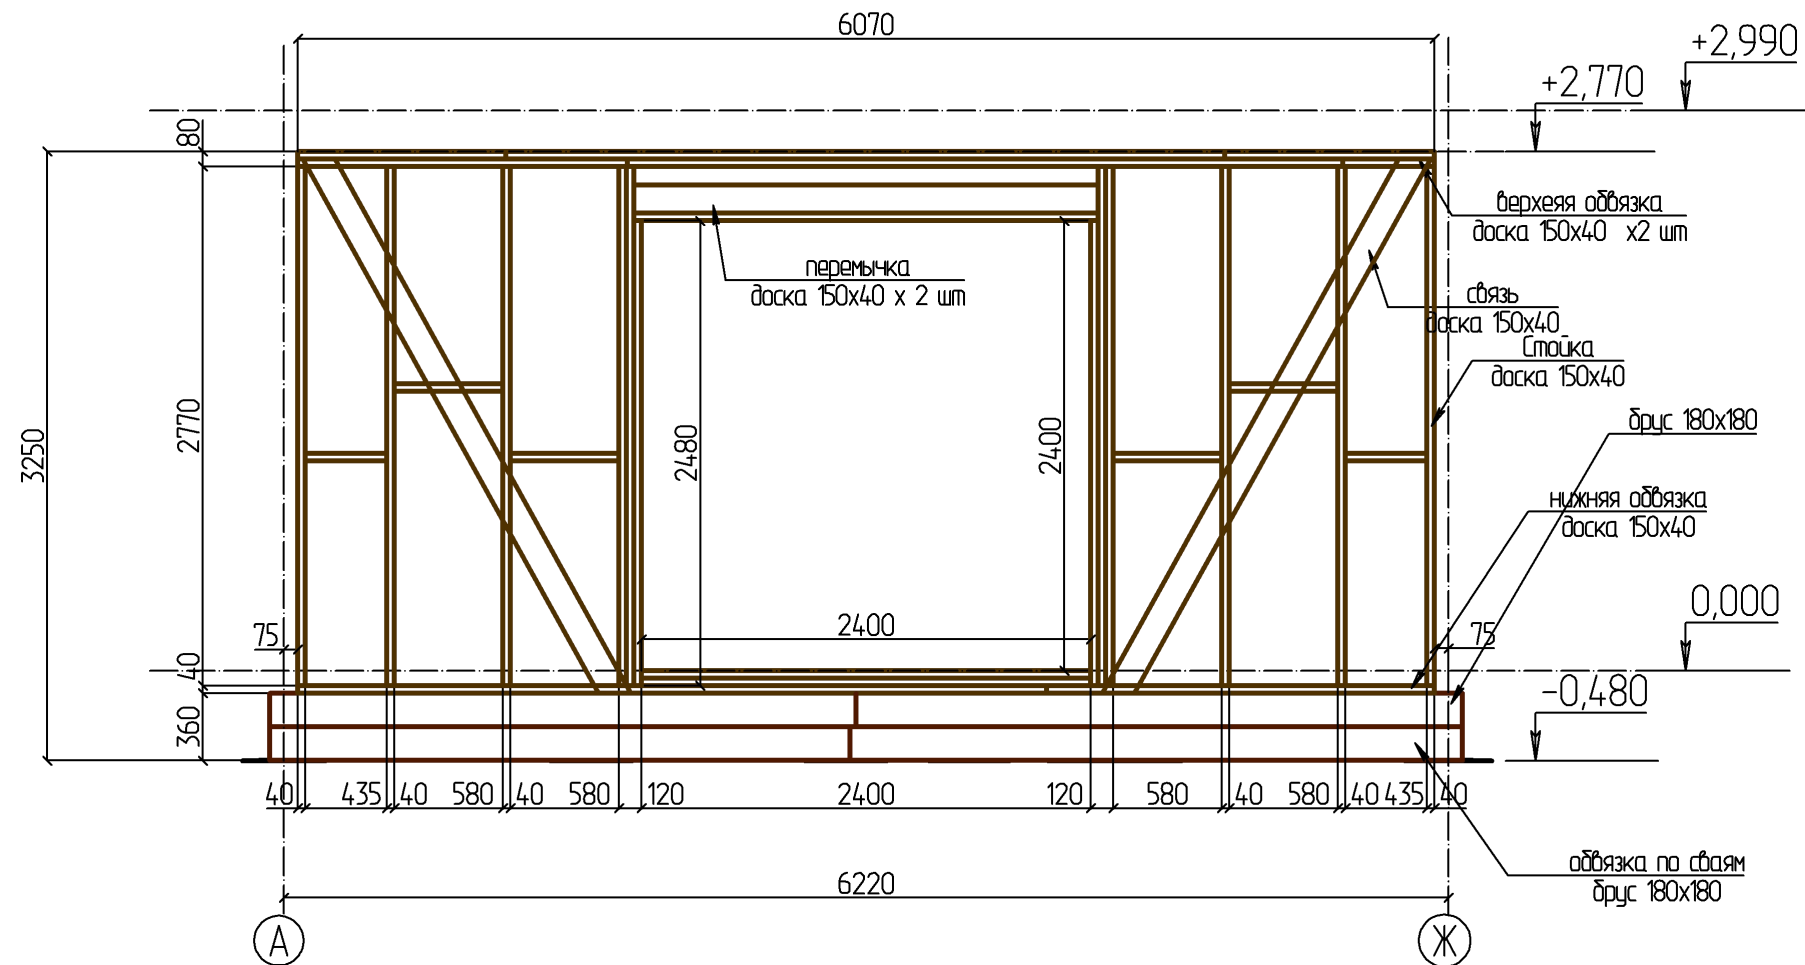 6070
+2,990
+2,770
80
верхеяя обвязка
доска 150х40 х2 шт
перемычка
доска 150х40 х 2 шт
связь
доска 150х40
Стойка
доска 150х40
брус 180х180
3250
2770
2480
2400
нижняя обвязка
доска 150х40
0,000
2400
75
75
40
-0,480
360
40
435
40
580
40
580
120
2400
120
580
40
580
40
435
40
обвязка по сваям
брус 180х180
6220
А
Ж